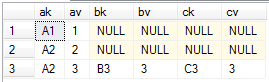 ak av bk bv ck cv
1 A1 1 NULL NULL NULL NULL
2 A2 2 NULL NULL NULL NULL
3 A2 3 B3 3 C3 3